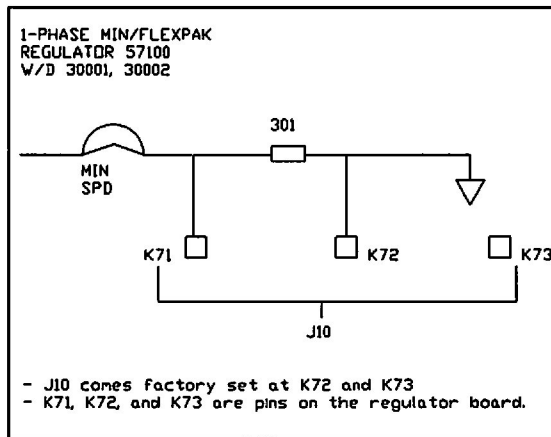 1-PHASE MIN/FLEXPAK
REGULATOR 57100
W/D 30001, 30002
301
MIN
SPD
K71
K72
K73
J10
- J10 comes factory set at K72 and K73
- K71, K72, and K73 are pins on the regulator board.